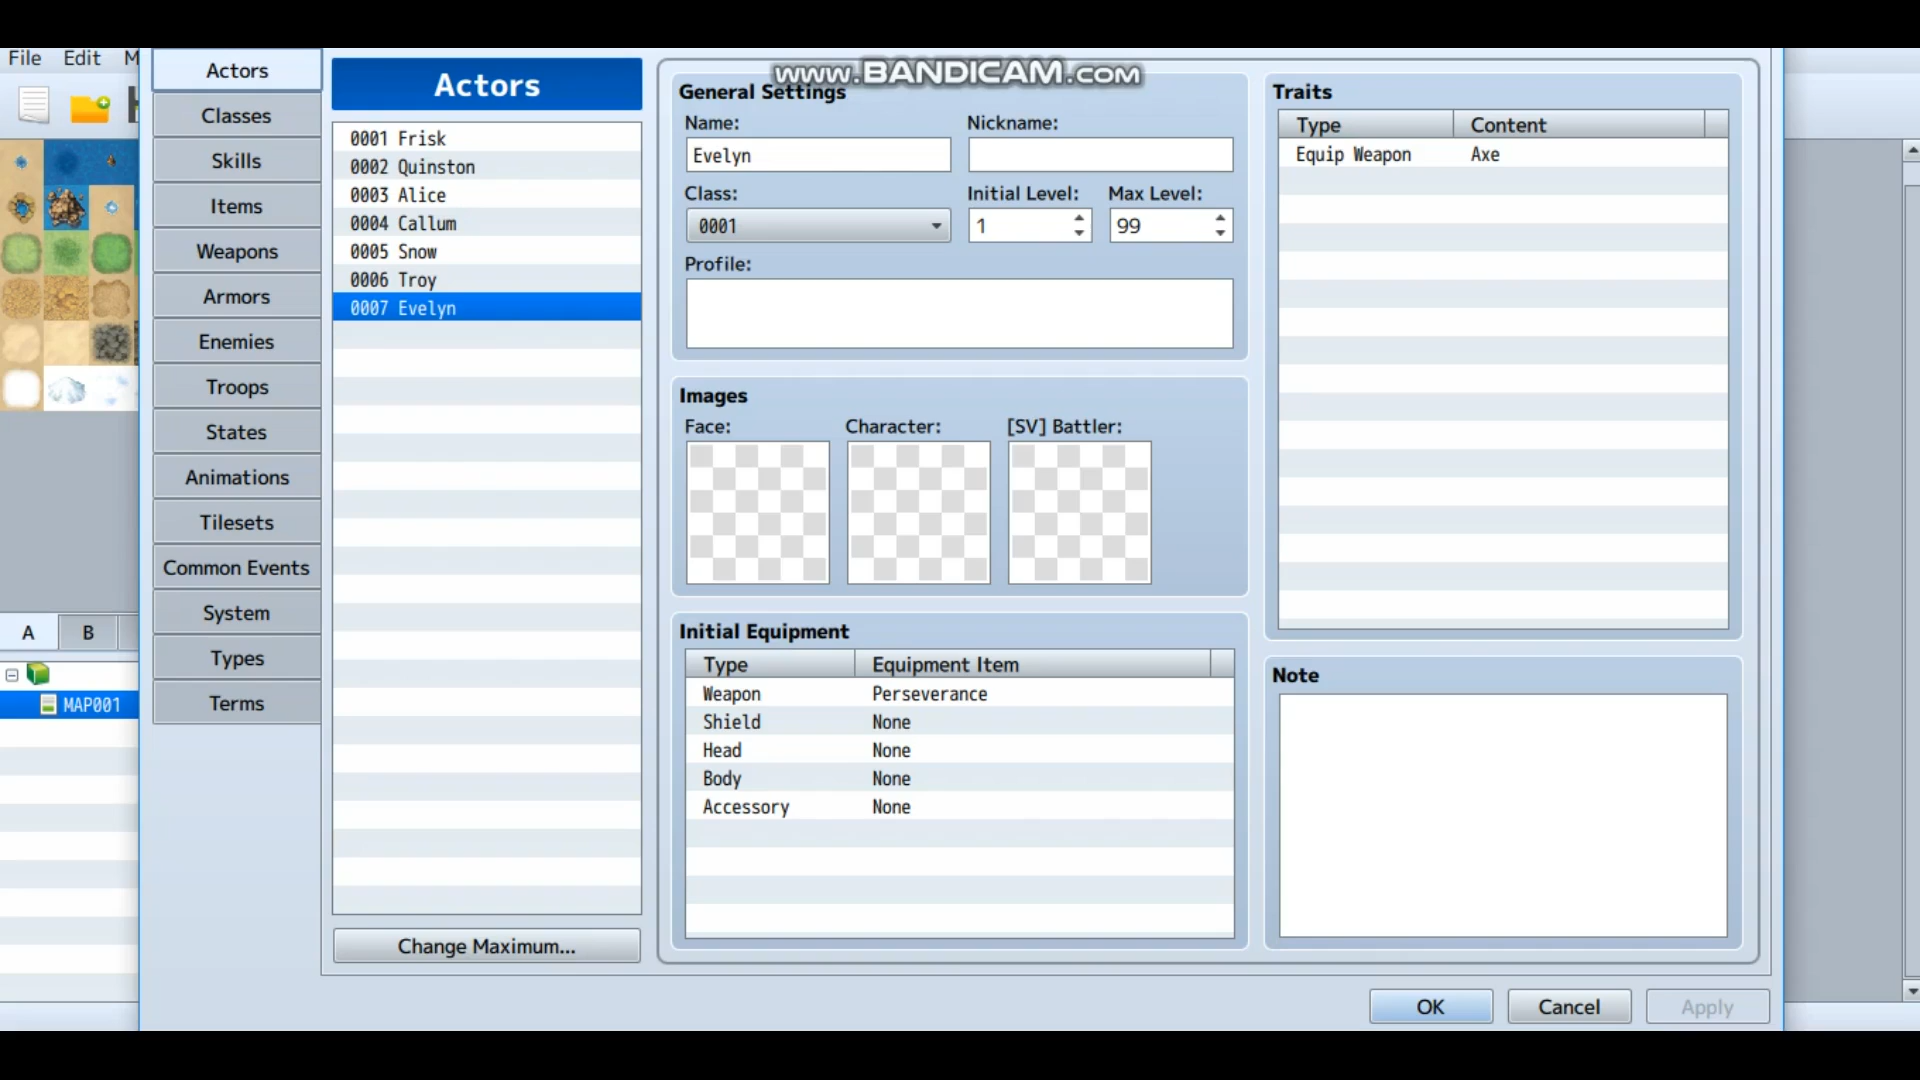 File Edit M
www.BANDICAM.com
Actors
Classes
Skills
Items
Weapons
Armors
Enemies
Troops
States
Animations
Tilesets
Common Events
System
Types
Terms
A B
MAP001
Actors
0001 Frisk
0002 Quinston
0003 Alice
0004 Callum
0005 Snow
0006 Troy
0007 Evelyn
Change Maximum...
General Settings
Name: Nickname:
Evelyn
Class: Initial Level: Max Level:
0001 1 99
Profile:
Images
Face: Character: [SV] Battler:
Initial Equipment
Type Equipment Item
Weapon Perseverance
Shield None
Head None
Body None
Accessory None
Traits
Type Content
Equip Weapon Axe
Note
OK Cancel Apply